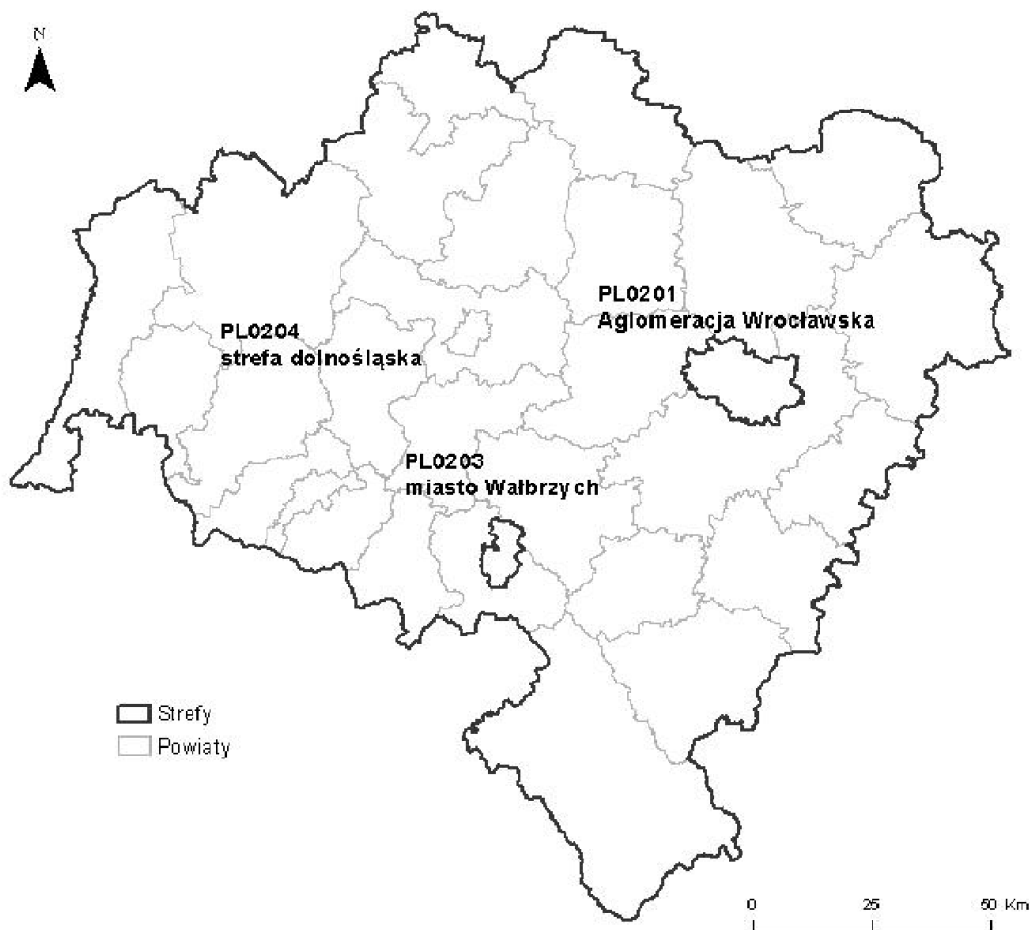 N
PL0201
Aglomeracja Wrocławska
PL0204
strefa dolnośląska
PL0203
miasto Wałbrzych
Strefy
Powiaty
0 25 50 Km